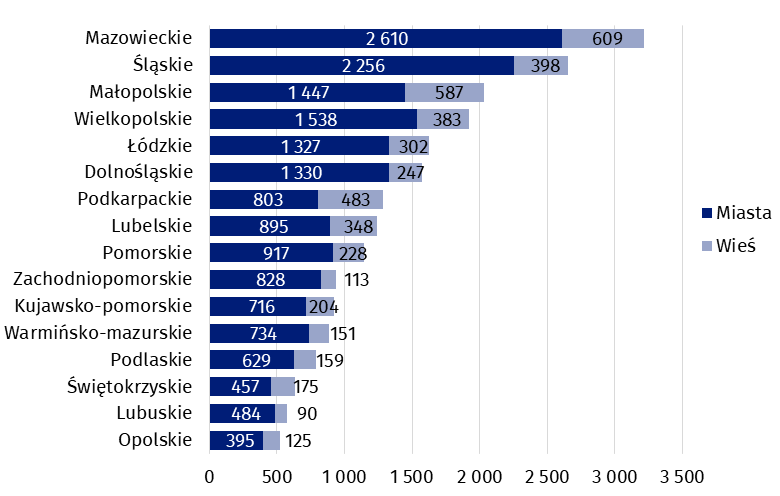 Mazowieckie 2 610 609
Śląskie 2 256 398
Małopolskie 1 447 587
Wielkopolskie 1 538 383
Łódzkie 1 327 302
Dolnośląskie 1 330 247
Podkarpackie 803 483
Lubelskie 895 348
Pomorskie 917 228
Zachodniopomorskie 828 113
Kujawsko-pomorskie 716 204
Warmińsko-mazurskie 734 151
Podlaskie 629 159
Świętokrzyskie 457 175
Lubuskie 484 90
Opolskie 395 125
0 500 1 000 1 500 2 000 2 500 3 000 3 500
Miasta
Wieś